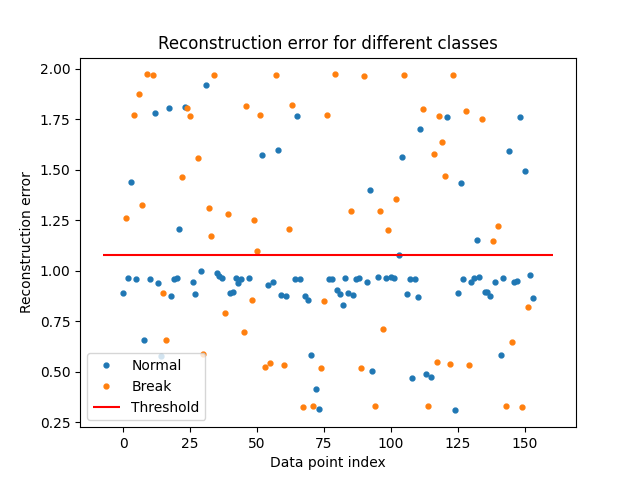 Reconstruction error for different classes
Reconstruction error
2.00
1.75
1.50
1.25
1.00
0.75
0.50
0.25
Normal
Break
Threshold
0 25 50 75 100 125 150
Data point index